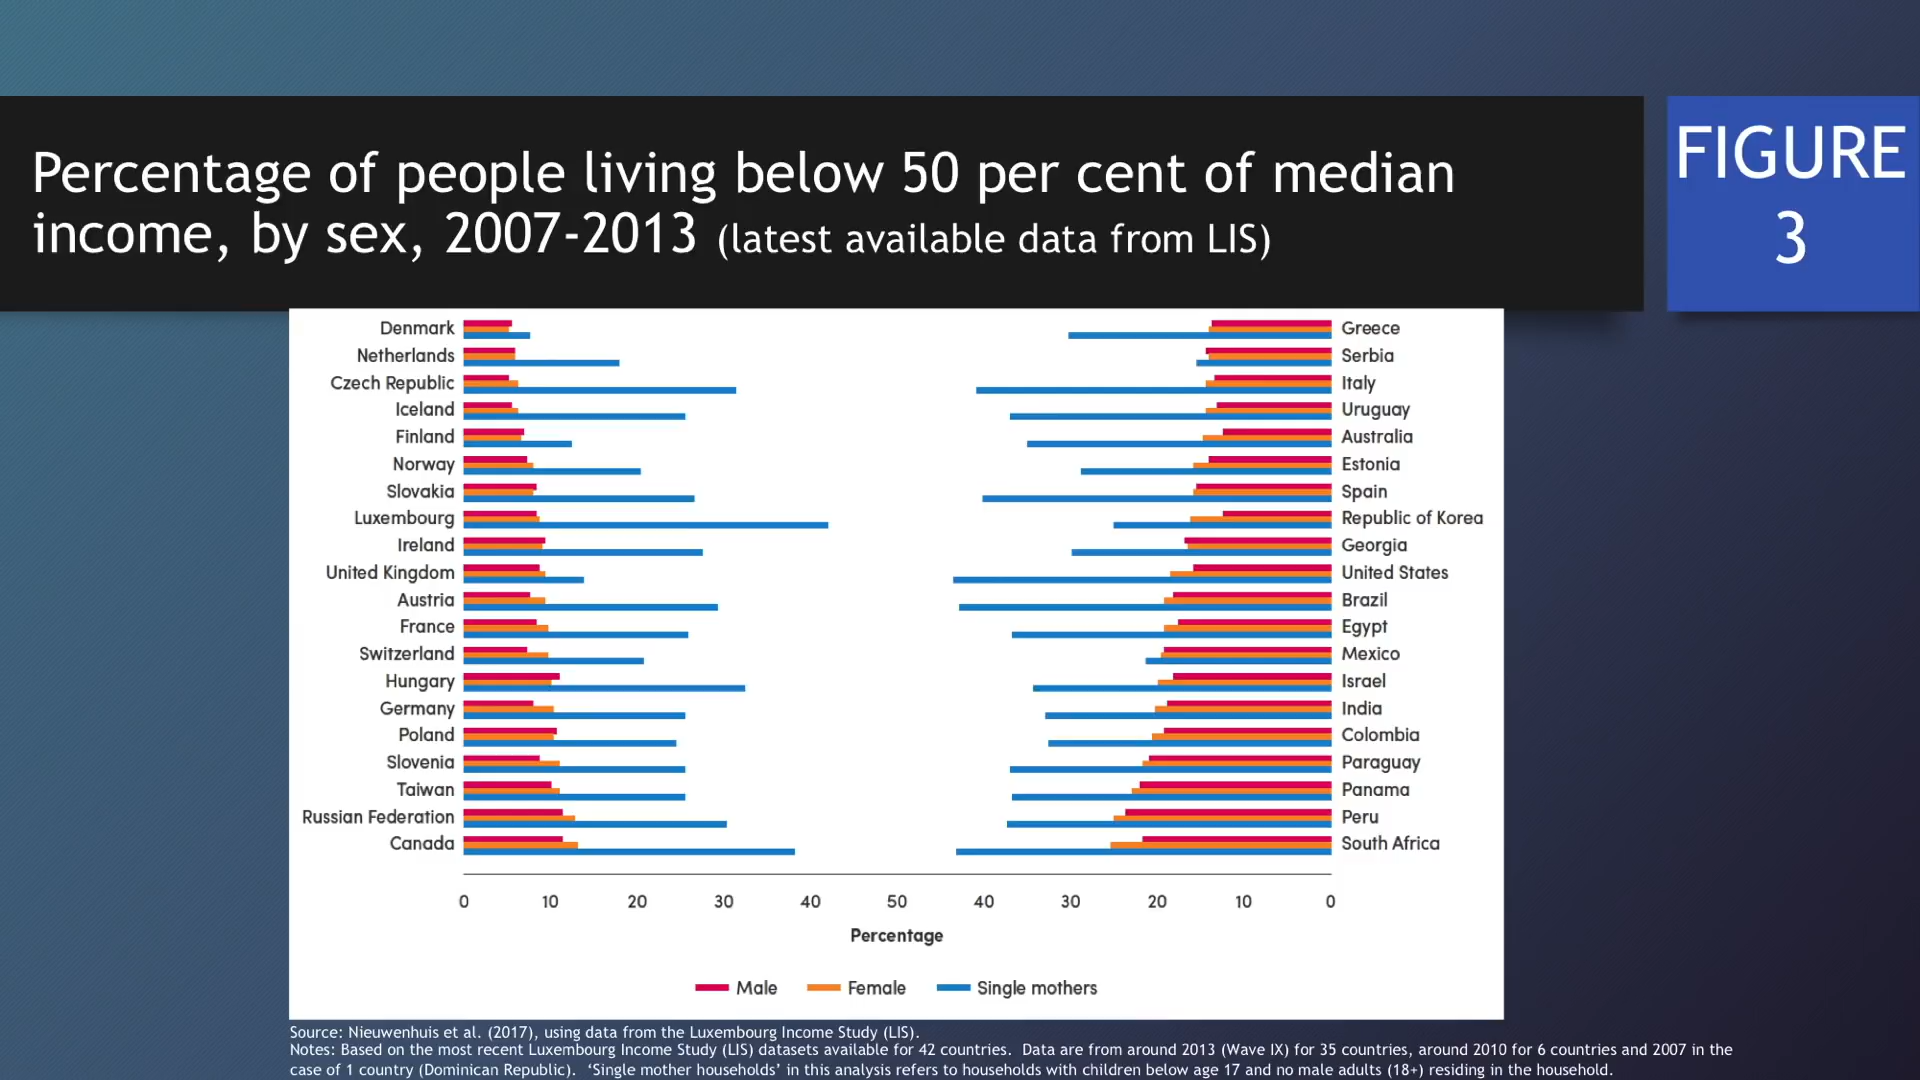 Percentage of people living below 50 per cent of median
income, by sex, 2007-2013 (latest available data from LIS)
FIGURE
3
Denmark
Netherlands
Czech Republic
Iceland
Finland
Norway
Slovakia
Luxembourg
Ireland
United Kingdom
Austria
France
Switzerland
Hungary
Germany
Poland
Slovenia
Taiwan
Russian Federation
Canada
Greece
Serbia
Italy
Uruguay
Australia
Estonia
Spain
Republic of Korea
Georgia
United States
Brazil
Egypt
Mexico
Israel
India
Colombia
Paraguay
Panama
Peru
South Africa
0 10 20 30 40 50 40 30 20 10 0
Percentage
Male Female Single mothers
Source: Nieuwenhuis et al. (2017), using data from the Luxembourg Income Study (LIS).
Notes: Based on the most recent Luxembourg Income Study (LIS) datasets available for 42 countries. Data are from around 2013 (Wave IX) for 35 countries, around 2010 for 6 countries and 2007 in the
case of 1 country (Dominican Republic). ‘Single mother households’ in this analysis refers to households with children below age 17 and no male adults (18+) residing in the household.